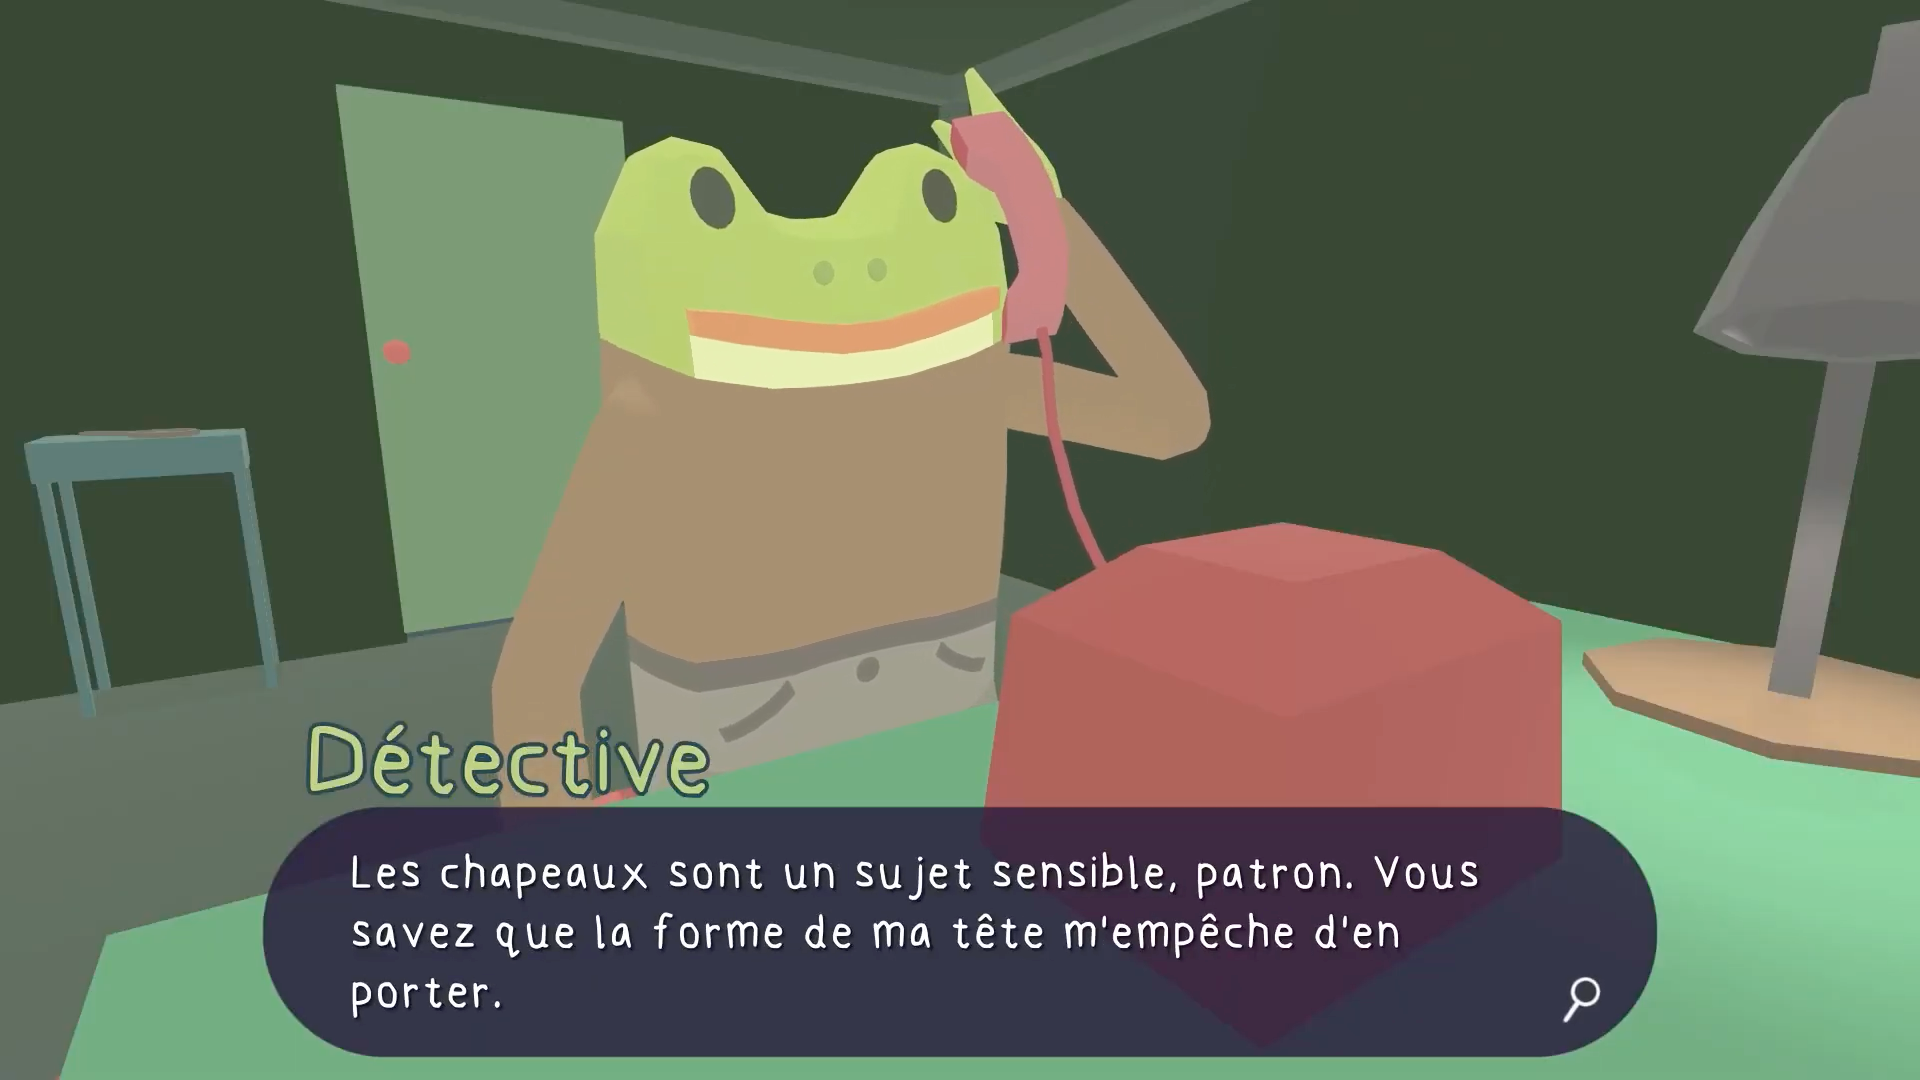 Détective
Les chapeaux sont un sujet sensible, patron. Vous
savez que la forme de ma tête m'empêche d'en
porter.